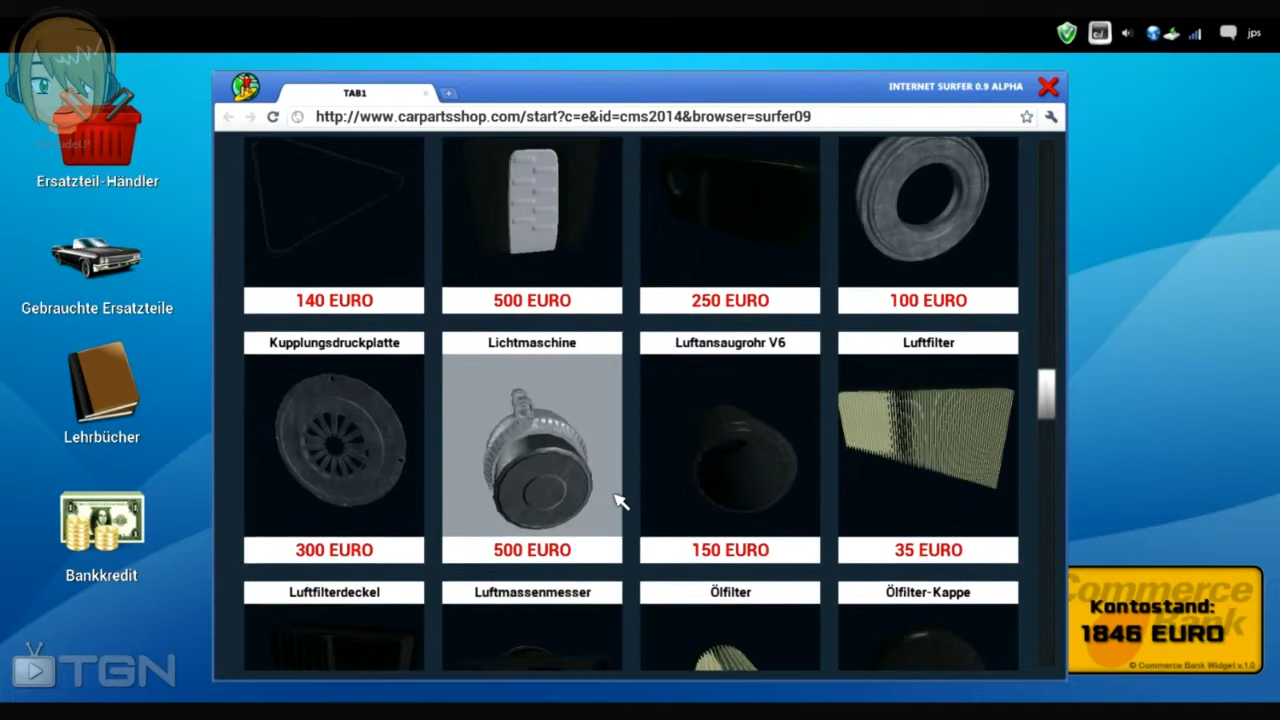 jps
TAB1
INTERNET SURFER 0.9 ALPHA
http://www.carpartsshop.com/start?c=e&id=cms2014&browser=surfer09
Ersatzteil-Händler
Gebrauchte Ersatzteile
Lehrbücher
Bankkredit
140 EURO
500 EURO
250 EURO
100 EURO
Kupplungsdruckplatte
Lichtmaschine
Luftansaugrohr V6
Luftfilter
300 EURO
500 EURO
150 EURO
35 EURO
Luftfilterdeckel
Luftmassenmesser
Ölfilter
Ölfilter-Kappe
Commerce
Bank
Kontostand:
1846 EURO
© Commerce Bank Widget v.1.0
TGN